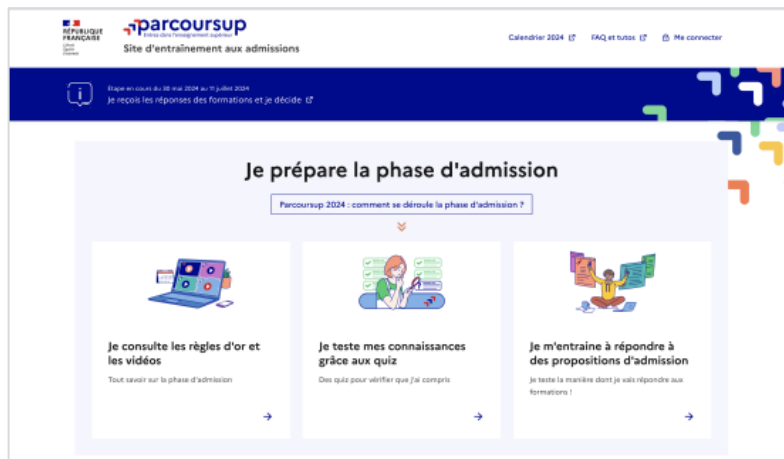 RÉPUBLIQUE
FRANÇAISE
Liberté
Égalité
Fraternité
parcoursup
Entrez dans l'enseignement supérieur
Site d'entraînement aux admissions
Calendrier 2024
FAQ et tutos
Me connecter
Etape en cours du 30 mai 2024 au 11 juillet 2024
Je reçois les réponses des formations et je décide
Je prépare la phase d'admission
Parcoursup 2024 : comment se déroule la phase d'admission ?
Je consulte les règles d'or et
les vidéos
Tout savoir sur la phase d'admission
Je teste mes connaissances
grâce aux quiz
Des quiz pour vérifier que j'ai compris
Je m'entraine à répondre à
des propositions d'admission
Je teste la manière dont je vais répondre aux
formations !